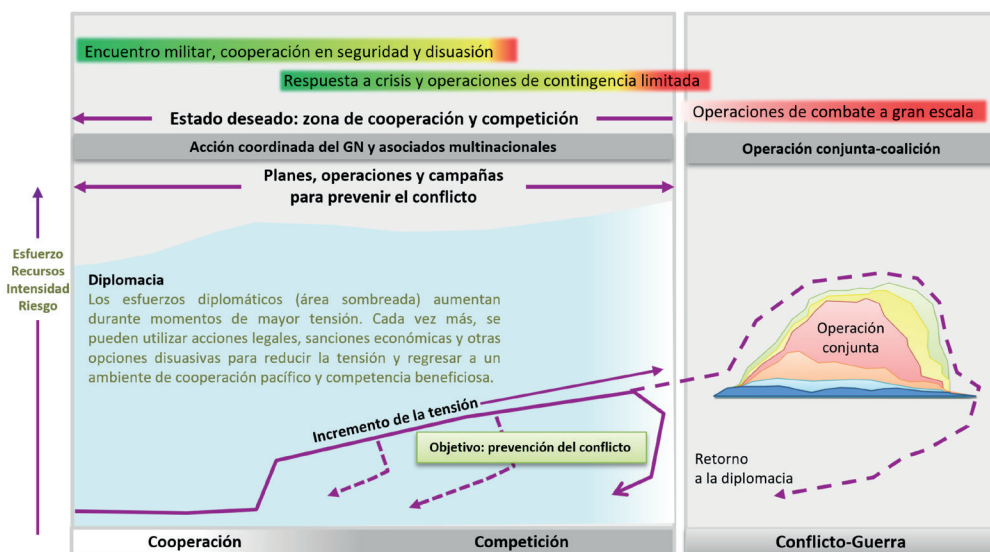 Encuentro militar, cooperación en seguridad y disuasión
Respuesta a crisis y operaciones de contingencia limitada
Operaciones de combate a gran escala
Estado deseado: zona de cooperación y competición
Acción coordinada del GN y asociados multinacionales
Operación conjunta-coalición
Planes, operaciones y campañas
para prevenir el conflicto
Esfuerzo
Recursos
Intensidad
Riesgo
Diplomacia
Los esfuerzos diplomáticos (área sombreada) aumentan
durante momentos de mayor tensión. Cada vez más, se
pueden utilizar acciones legales, sanciones económicas y otras
opciones disuasivas para reducir la tensión y regresar a un
ambiente de cooperación pacífico y competencia beneficiosa.
Operación
conjunta
Incremento de la tensión
Objetivo: prevención del conflicto
Retorno
a la diplomacia
Cooperación
Competición
Conflicto-Guerra